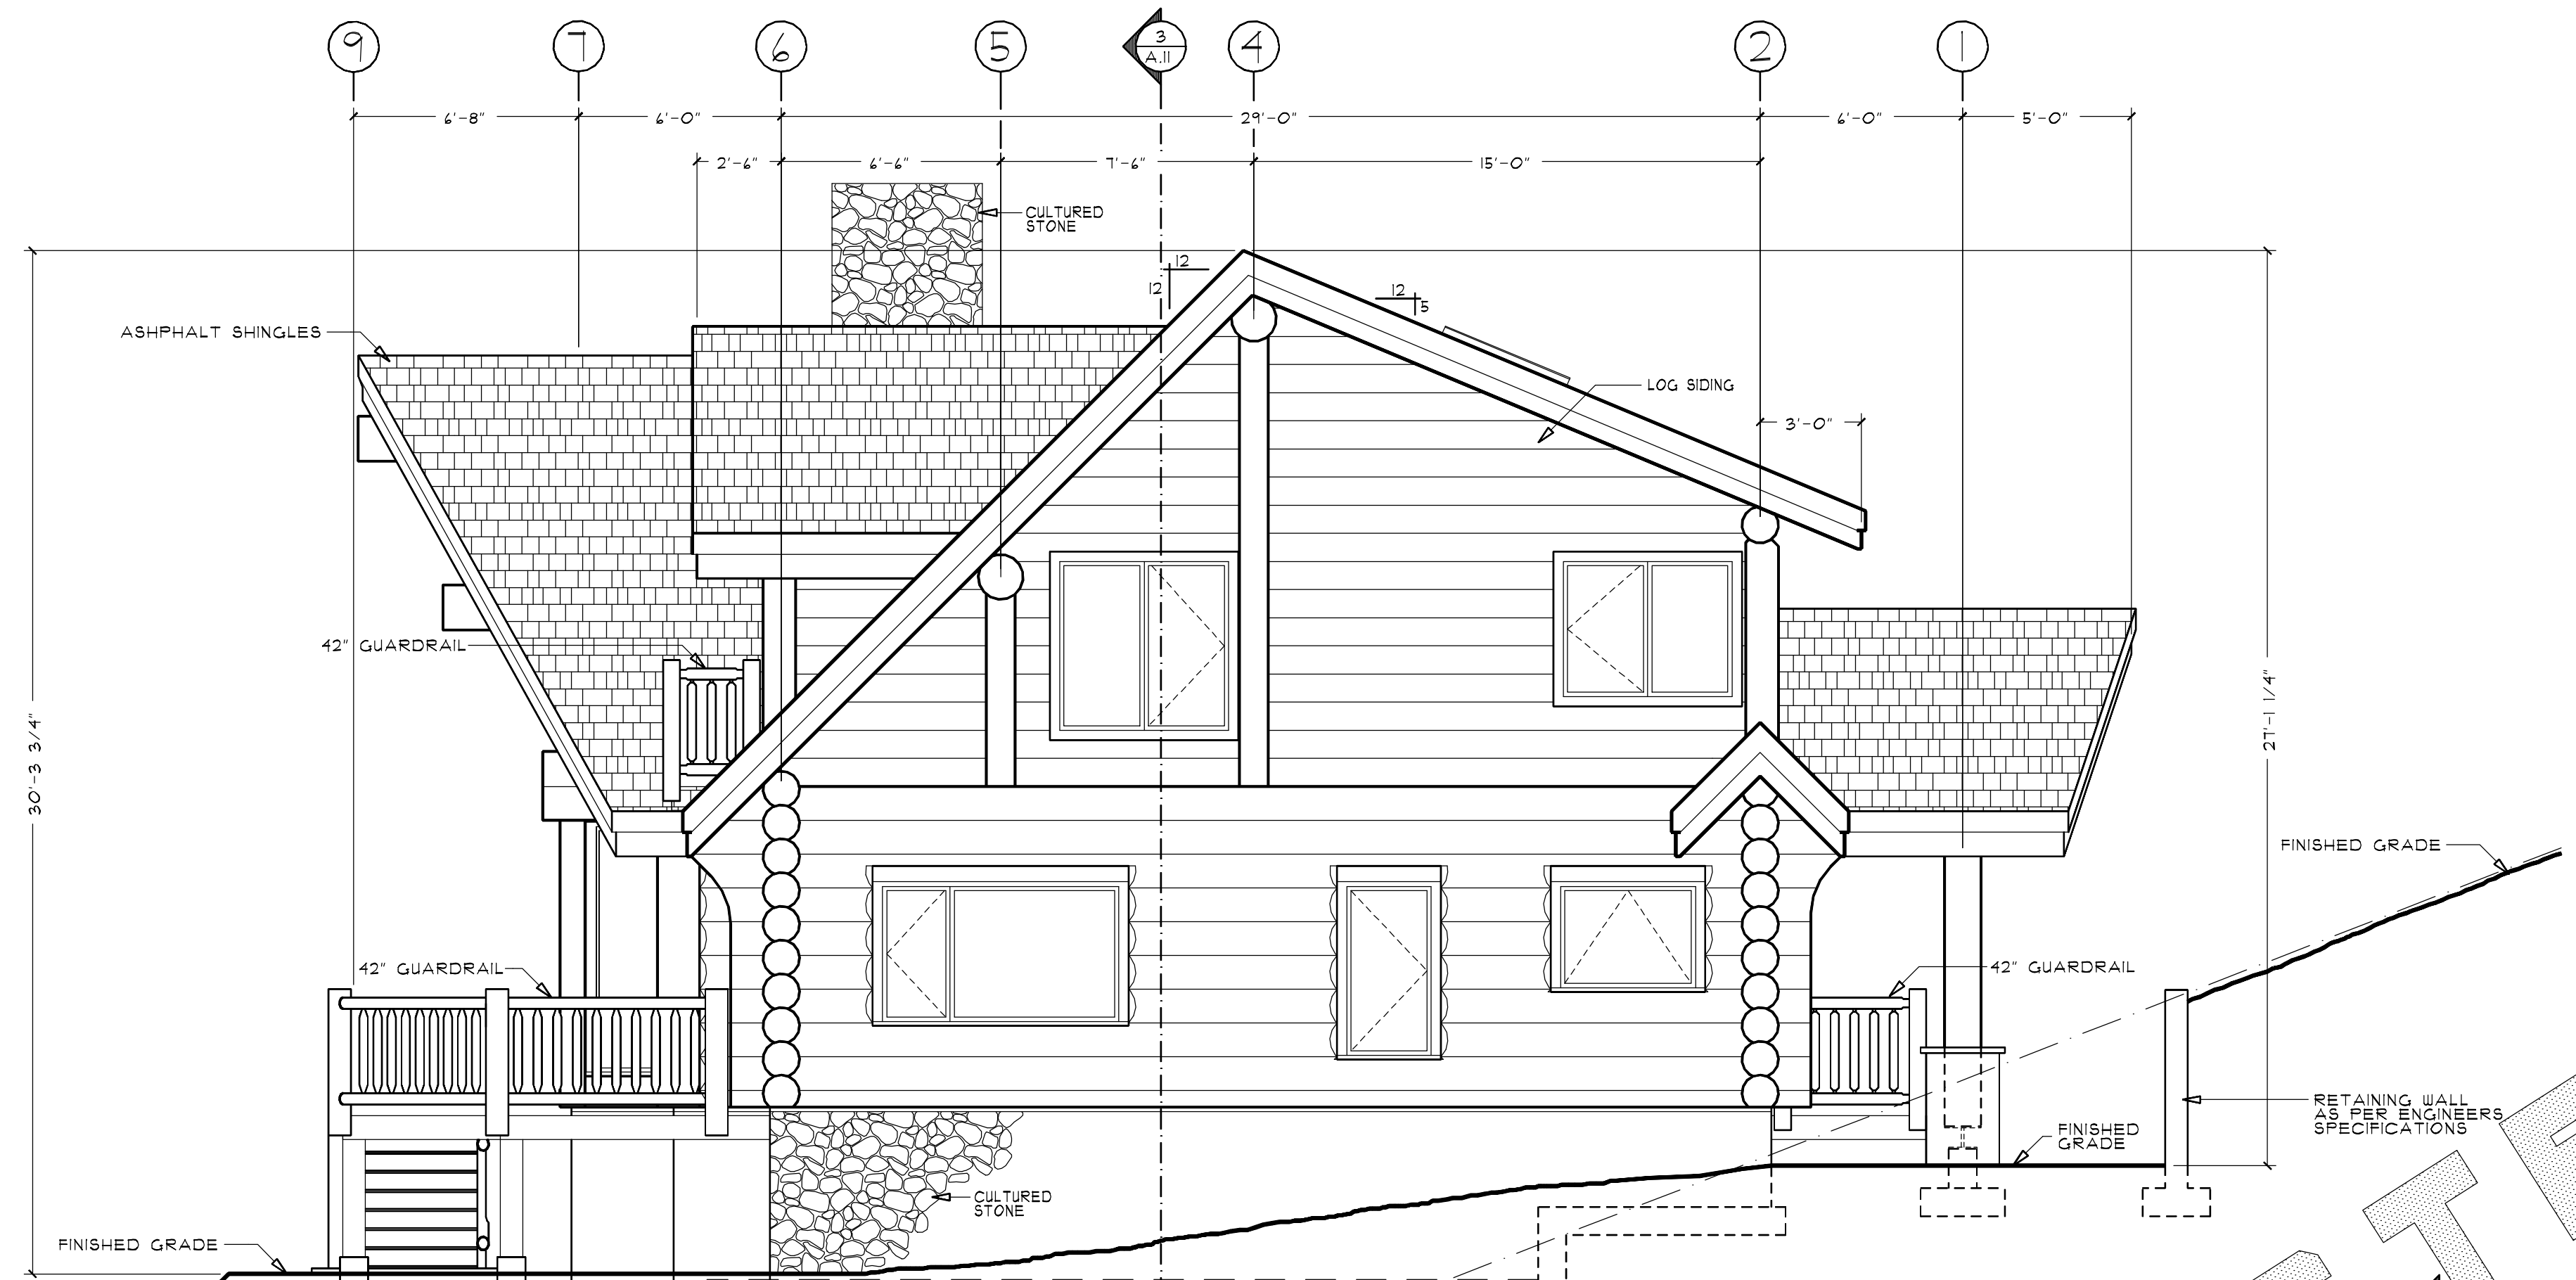 9 7 6 5 3 4 2 1
A.11
6'-8" 6'-0" 29'-0" 6'-0" 5'-0"
2'-6" 6'-6" 7'-6" 15'-0"
CULTURED
STONE
12
12
12
5
ASHPHALT SHINGLES
LOG SIDING
3'-0"
42" GUARDRAIL
30'-3 3/4"
27'-1 1/4"
FINISHED GRADE
42" GUARDRAIL
42" GUARDRAIL
RETAINING WALL
AS PER ENGINEERS
SPECIFICATIONS
FINISHED
GRADE
CULTURED
STONE
FINISHED GRADE